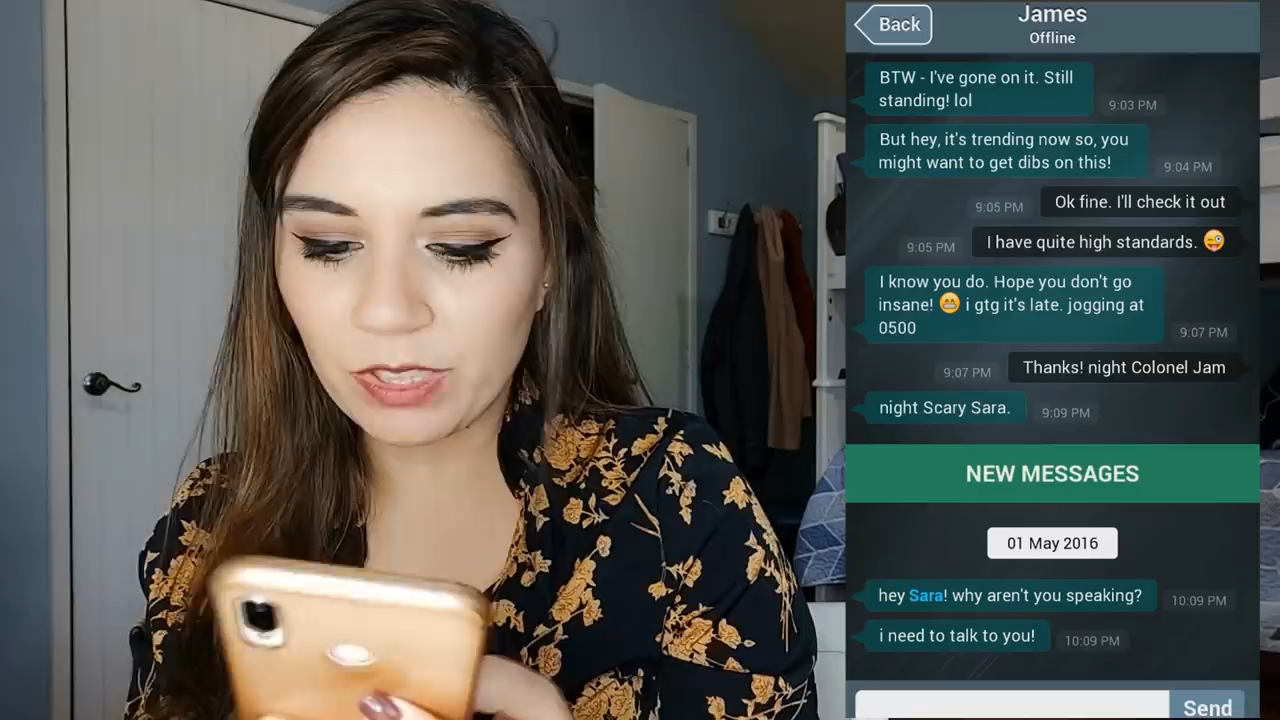 Back
James
Offline
BTW - I've gone on it. Still
standing! lol
9:03 PM
But hey, it's trending now so, you
might want to get dibs on this!
9:04 PM
9:05 PM
Ok fine. I'll check it out
9:05 PM
I have quite high standards. 😜
I know you do. Hope you don't go
insane! 😁 i gtg it's late. jogging at
0500
9:07 PM
9:07 PM
Thanks! night Colonel Jam
night Scary Sara.
9:09 PM
NEW MESSAGES
01 May 2016
hey Sara! why aren't you speaking?
10:09 PM
i need to talk to you!
10:09 PM
Send